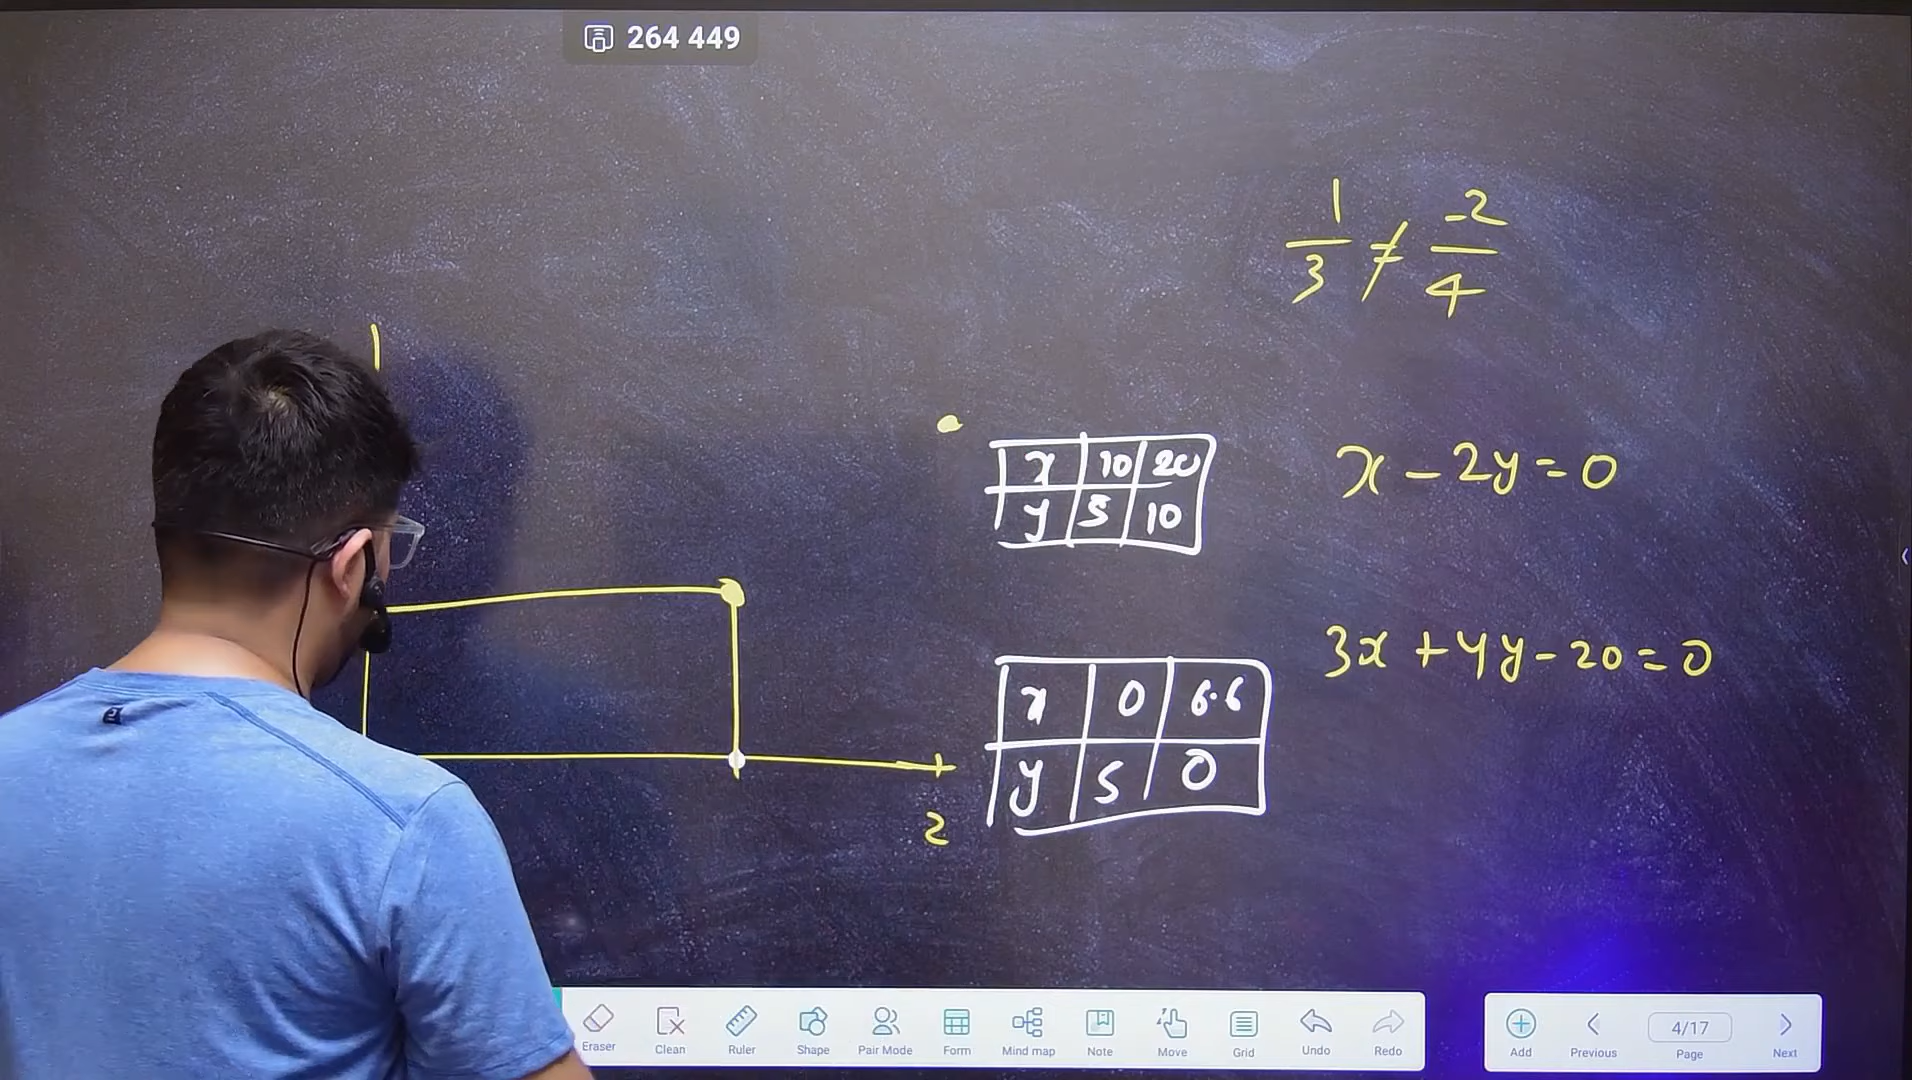 264 449
1/3 ≠ -2/4
x 10 20
y 5 10
x - 2y = 0
3x + 4y - 20 = 0
x 0 6.6
y 5 0
2
Eraser Clean Ruler Shape Pair Mode Form Mind map Note Move Grid Undo Redo
Add Previous 4/17 Page Next